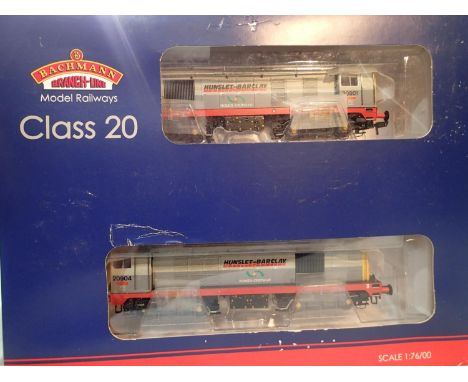 BACHMANN
BRANCH-LINE
Model Railways
Class 20
HUNSLET-BARCLAY
20901
20904
HUNSLET-BARCLAY
SCALE 1:76/00